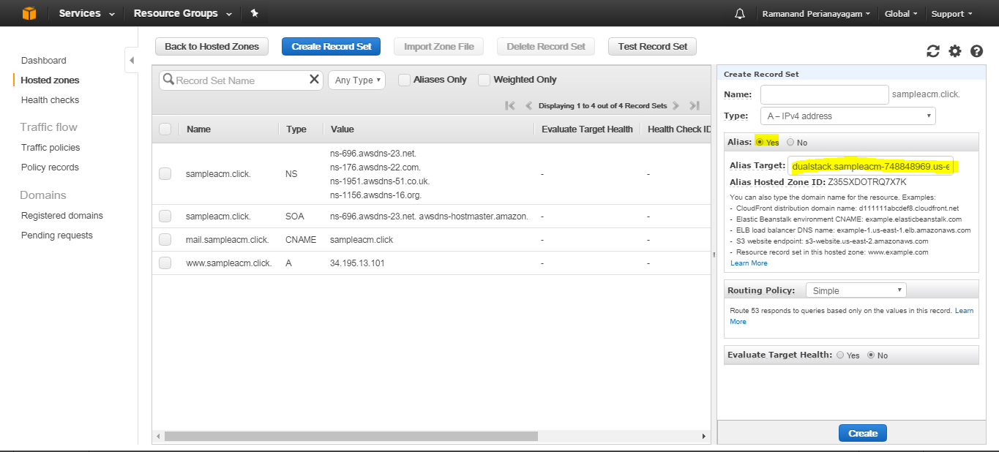 Services Resource Groups Ramanand Perianayagam Global Support
Dashboard
Hosted zones
Health checks
Traffic flow
Traffic policies
Policy records
Domains
Registered domains
Pending requests
Back to Hosted Zones Create Record Set Import Zone File Delete Record Set Test Record Set
Record Set Name Any Type Aliases Only Weighted Only
Displaying 1 to 4 out of 4 Record Sets
Name Type Value Evaluate Target Health Health Check ID
sampleacm.click. NS ns-696.awsdns-23.net. - -
ns-176.awsdns-22.com.
ns-1951.awsdns-51.co.uk.
ns-1156.awsdns-16.org.
sampleacm.click. SOA ns-696.awsdns-23.net. awsdns-hostmaster.amazon. - -
mail.sampleacm.click. CNAME sampleacm.click - -
www.sampleacm.click. A 34.195.13.101 - -
Create Record Set
Name: sampleacm.click.
Type: A – IPv4 address
Alias: Yes No
Alias Target: dualstack.sampleacm-748848969.us-e
Alias Hosted Zone ID: Z35SXDOTRQ7X7K
You can also type the domain name for the resource. Examples:
- CloudFront distribution domain name: d111111abcdef8.cloudfront.net
- Elastic Beanstalk environment CNAME: example.elasticbeanstalk.com
- ELB load balancer DNS name: example-1.us-east-1.elb.amazonaws.com
- S3 website endpoint: s3-website.us-east-2.amazonaws.com
- Resource record set in this hosted zone: www.example.com
Learn More
Routing Policy: Simple
Route 53 responds to queries based only on the values in this record. Learn
More
Evaluate Target Health: Yes No
Create